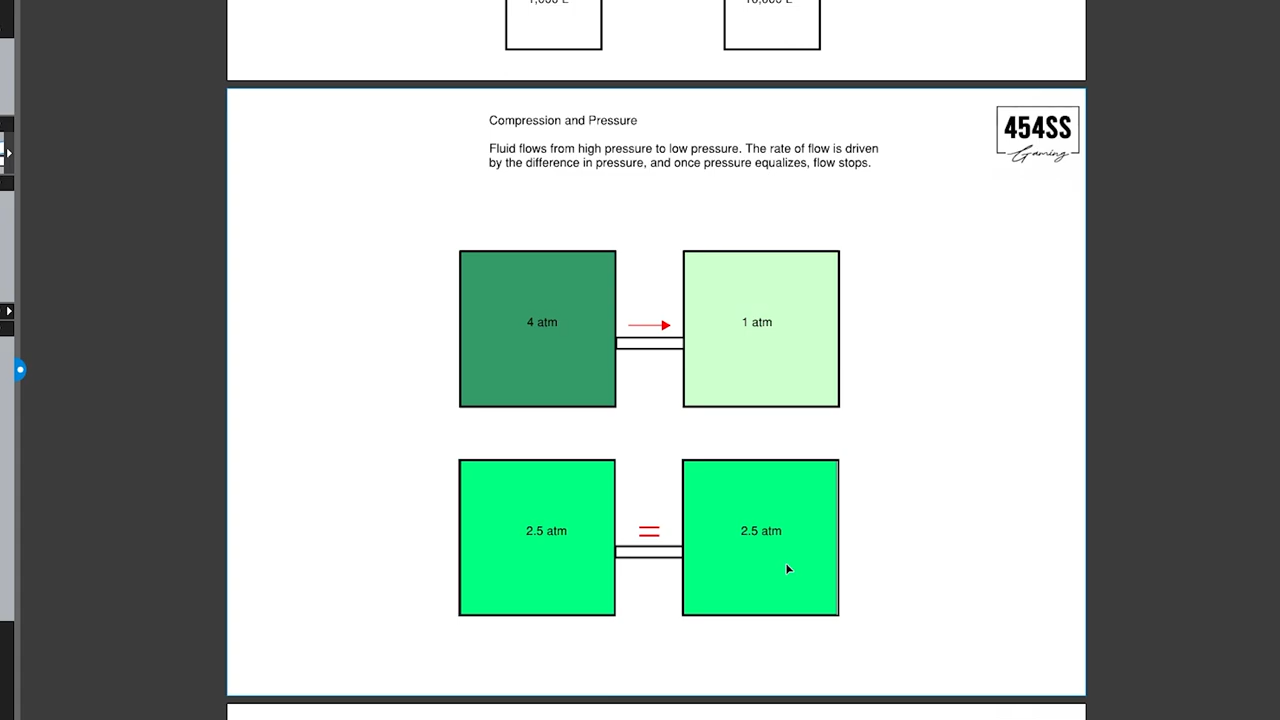 Compression and Pressure
454SS
Gaming
Fluid flows from high pressure to low pressure. The rate of flow is driven
by the difference in pressure, and once pressure equalizes, flow stops.
4 atm
1 atm
2.5 atm
=
2.5 atm